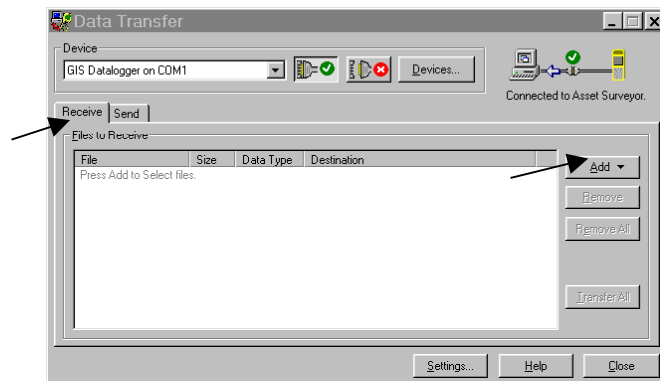 Data Transfer
Device
GIS Datalogger on COM1
Devices...
Connected to Asset Surveyor.
Receive Send
Files to Receive
File Size Data Type Destination
Press Add to Select files.
Add
Remove
Remove All
Transfer All
Settings... Help Close